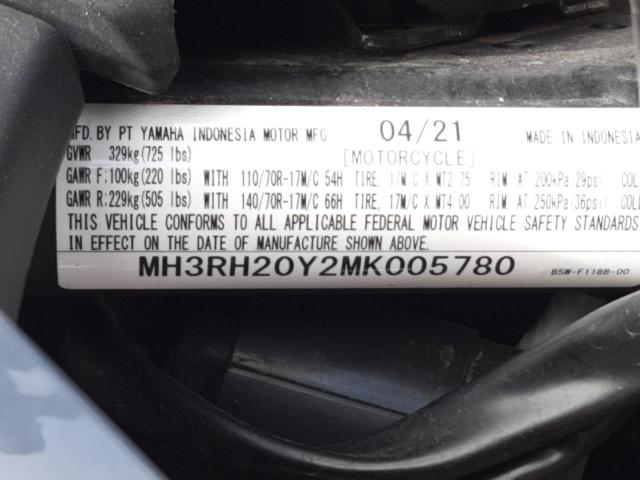 MFD. BY PT YAMAHA INDONESIA MOTOR MFG 04/21 MADE IN INDONESIA
GVWR 329kg(725 lbs) [MOTORCYCLE]
GAWR F:100kg(220 lbs) WITH 110/70R-17M/C 54H TIRE, 17M/C X MT2 75 RIM AT 200kPa(29psi) COL
GAWR R:229kg(505 lbs) WITH 140/70R-17M/C 66H TIRE, 17M/C X MT4 00 RIM AT 250kPa(36psi) COL
THIS VEHICLE CONFORMS TO ALL APPLICABLE FEDERAL MOTOR VEHICLE SAFETY STANDARDS
IN EFFECT ON THE DATE OF MANUFACTURE SHOWN ABOVE.
MH3RH20Y2MK005780 B5W-F118B-00